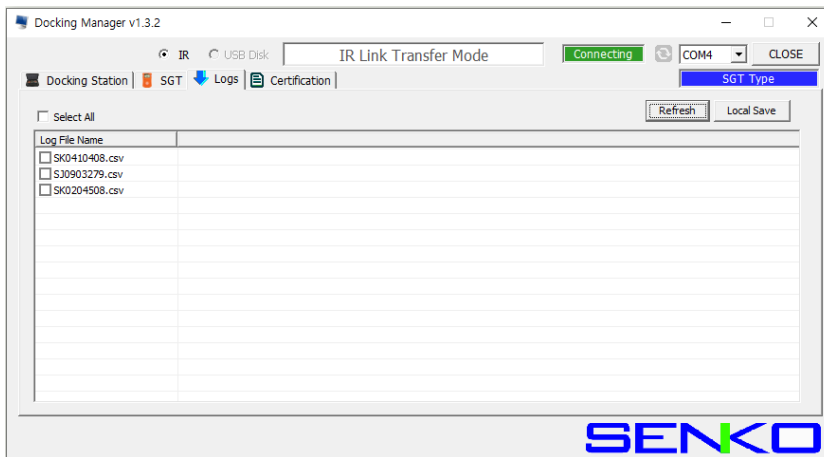 Docking Manager v1.3.2
IR USB Disk IR Link Transfer Mode Connecting COM4 CLOSE
Docking Station SGT Logs Certification SGT Type
Select All Refresh Local Save
Log File Name
SK0410408.csv
SJ0903279.csv
SK0204508.csv
SENKO